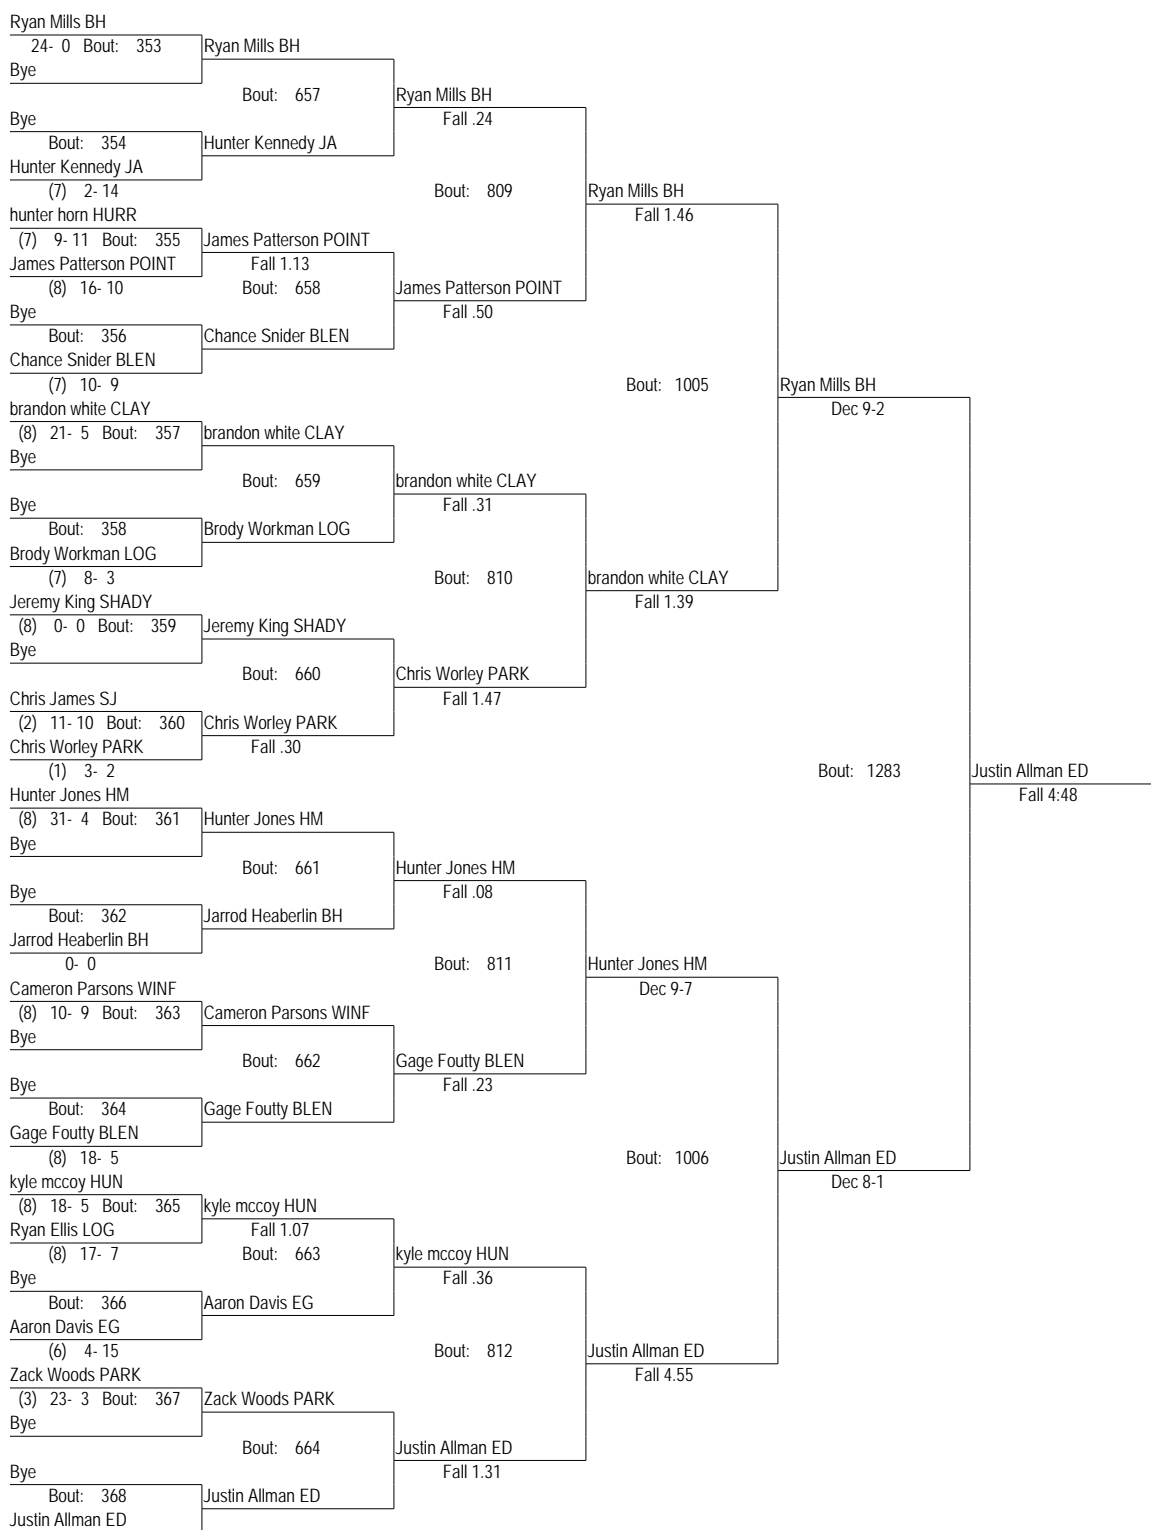 Ryan Mills BH
24- 0 Bout: 353 Ryan Mills BH
Bye
Bout: 657 Ryan Mills BH
Bye Fall .24
Bout: 354 Hunter Kennedy JA
Hunter Kennedy JA
(7) 2- 14 Bout: 809 Ryan Mills BH
hunter horn HURR Fall 1.46
(7) 9- 11 Bout: 355 James Patterson POINT
James Patterson POINT Fall 1.13
(8) 16- 10 Bout: 658 James Patterson POINT
Bye Fall .50
Bout: 356 Chance Snider BLEN
Chance Snider BLEN
(7) 10- 9 Bout: 1005 Ryan Mills BH
brandon white CLAY Dec 9-2
(8) 21- 5 Bout: 357 brandon white CLAY
Bye
Bout: 659 brandon white CLAY
Bye Fall .31
Bout: 358 Brody Workman LOG
Brody Workman LOG
(7) 8- 3 Bout: 810 brandon white CLAY
Jeremy King SHADY Fall 1.39
(8) 0- 0 Bout: 359 Jeremy King SHADY
Bye
Bout: 660 Chris Worley PARK
Chris James SJ Fall 1.47
(2) 11- 10 Bout: 360 Chris Worley PARK
Chris Worley PARK Fall .30
(1) 3- 2 Bout: 1283 Justin Allman ED
Hunter Jones HM Fall 4:48
(8) 31- 4 Bout: 361 Hunter Jones HM
Bye
Bout: 661 Hunter Jones HM
Bye Fall .08
Bout: 362 Jarrod Heaberlin BH
Jarrod Heaberlin BH
0- 0 Bout: 811 Hunter Jones HM
Cameron Parsons WINF Dec 9-7
(8) 10- 9 Bout: 363 Cameron Parsons WINF
Bye
Bout: 662 Gage Foutty BLEN
Bye Fall .23
Bout: 364 Gage Foutty BLEN
Gage Foutty BLEN
(8) 18- 5 Bout: 1006 Justin Allman ED
kyle mccoy HUN Dec 8-1
(8) 18- 5 Bout: 365 kyle mccoy HUN
Ryan Ellis LOG Fall 1.07
(8) 17- 7 Bout: 663 kyle mccoy HUN
Bye Fall .36
Bout: 366 Aaron Davis EG
Aaron Davis EG
(6) 4- 15 Bout: 812 Justin Allman ED
Zack Woods PARK Fall 4.55
(3) 23- 3 Bout: 367 Zack Woods PARK
Bye
Bout: 664 Justin Allman ED
Bye Fall 1.31
Bout: 368 Justin Allman ED
Justin Allman ED